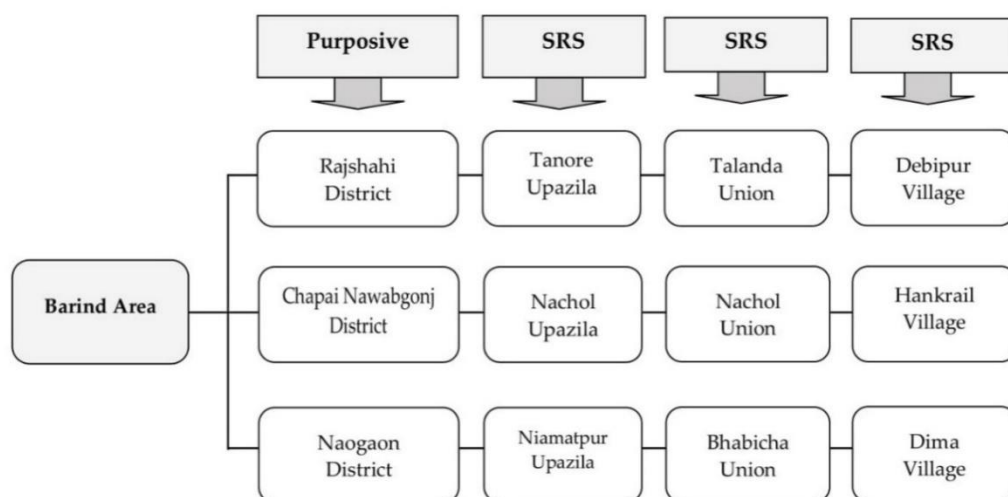 Purposive
SRS
SRS
SRS
Rajshahi
District
Tanore
Upazila
Talanda
Union
Debipur
Village
Barind Area
Chapai Nawabgonj
District
Nachol
Upazila
Nachol
Union
Hankrail
Village
Naogaon
District
Niamatpur
Upazila
Bhabicha
Union
Dima
Village